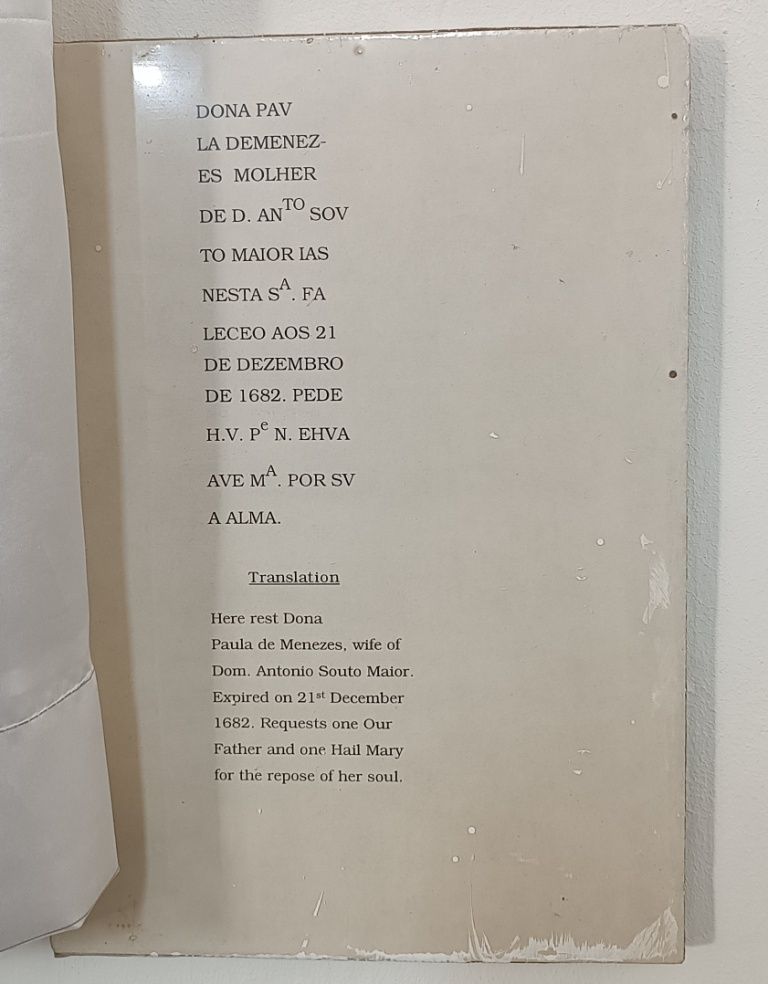 DONA PAV
LA DEMENEZ-
ES MOLHER
DE D. ANTO SOV
TO MAIOR IAS
NESTA SA. FA
LECEO AOS 21
DE DEZEMBRO
DE 1682. PEDE
H.V. Pe N. EHVA
AVE MA. POR SV
A ALMA.
Translation
Here rest Dona
Paula de Menezes, wife of
Dom. Antonio Souto Maior.
Expired on 21st December
1682. Requests one Our
Father and one Hail Mary
for the repose of her soul.